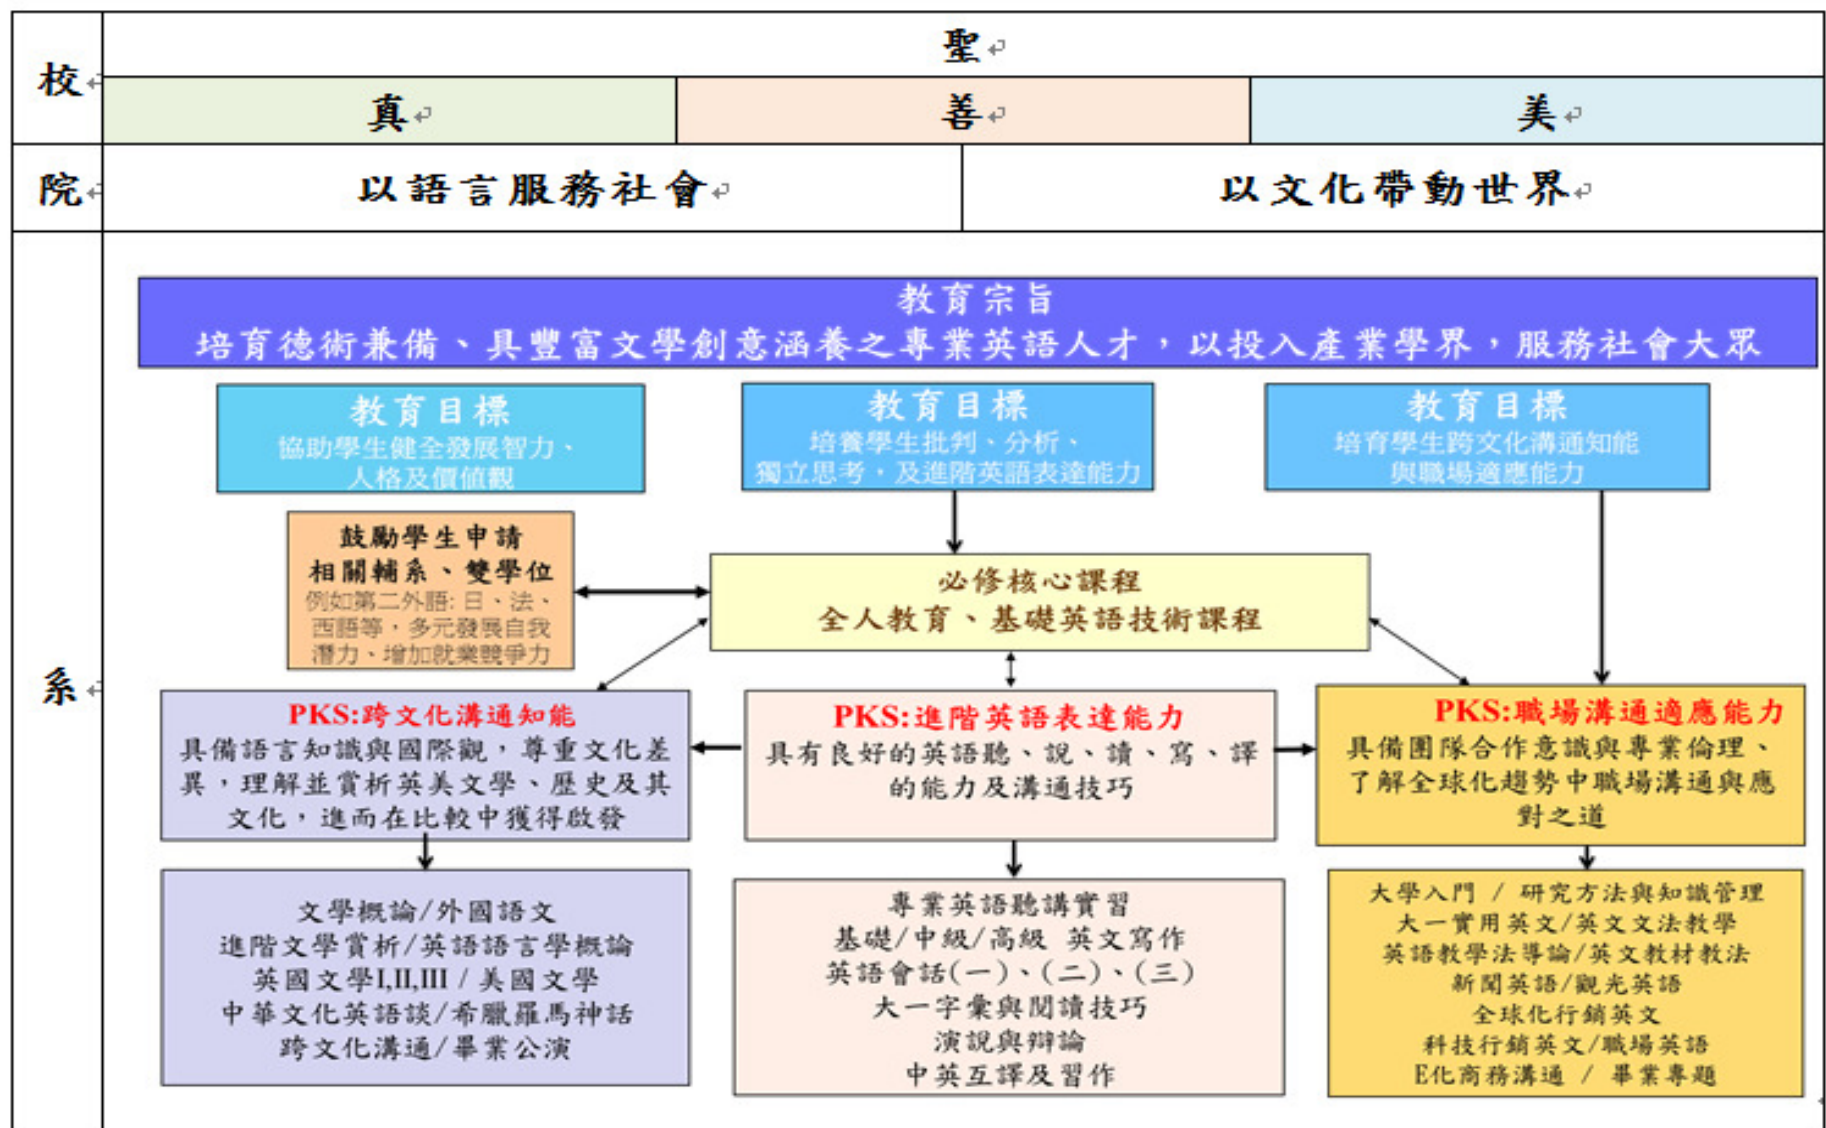 校
聖
真
善
美
院
以語言服務社會
以文化帶動世界
系
教育宗旨
培育德術兼備、具豐富文學創意涵養之專業英語人才，以投入產業學界，服務社會大眾
教育目標
協助學生健全發展智力、
人格及價值觀
教育目標
培養學生批判、分析、
獨立思考，及進階英語表達能力
教育目標
培育學生跨文化溝通知能
與職場適應能力
鼓勵學生申請
相關輔系、雙學位
例如第二外語: 日、法、
西語等，多元發展自我
潛力、增加就業競爭力
必修核心課程
全人教育、基礎英語技術課程
PKS:跨文化溝通知能
具備語言知識與國際觀，尊重文化差
異，理解並賞析英美文學、歷史及其
文化，進而在比較中獲得啟發
PKS:進階英語表達能力
具有良好的英語聽、說、讀、寫、譯
的能力及溝通技巧
PKS:職場溝通適應能力
具備團隊合作意識與專業倫理、
了解全球化趨勢中職場溝通與應
對之道
文學概論/外國語文
進階文學賞析/英語語言學概論
英國文學I,II,III / 美國文學
中華文化英語談/希臘羅馬神話
跨文化溝通/畢業公演
專業英語聽講實習
基礎/中級/高級 英文寫作
英語會話(一)、(二)、(三)
大一字彙與閱讀技巧
演說與辯論
中英互譯及習作
大學入門 / 研究方法與知識管理
大一實用英文/英文文法教學
英語教學法導論/英文教材教法
新聞英語/觀光英語
全球化行銷英文
科技行銷英文/職場英語
E化商務溝通 / 畢業專題